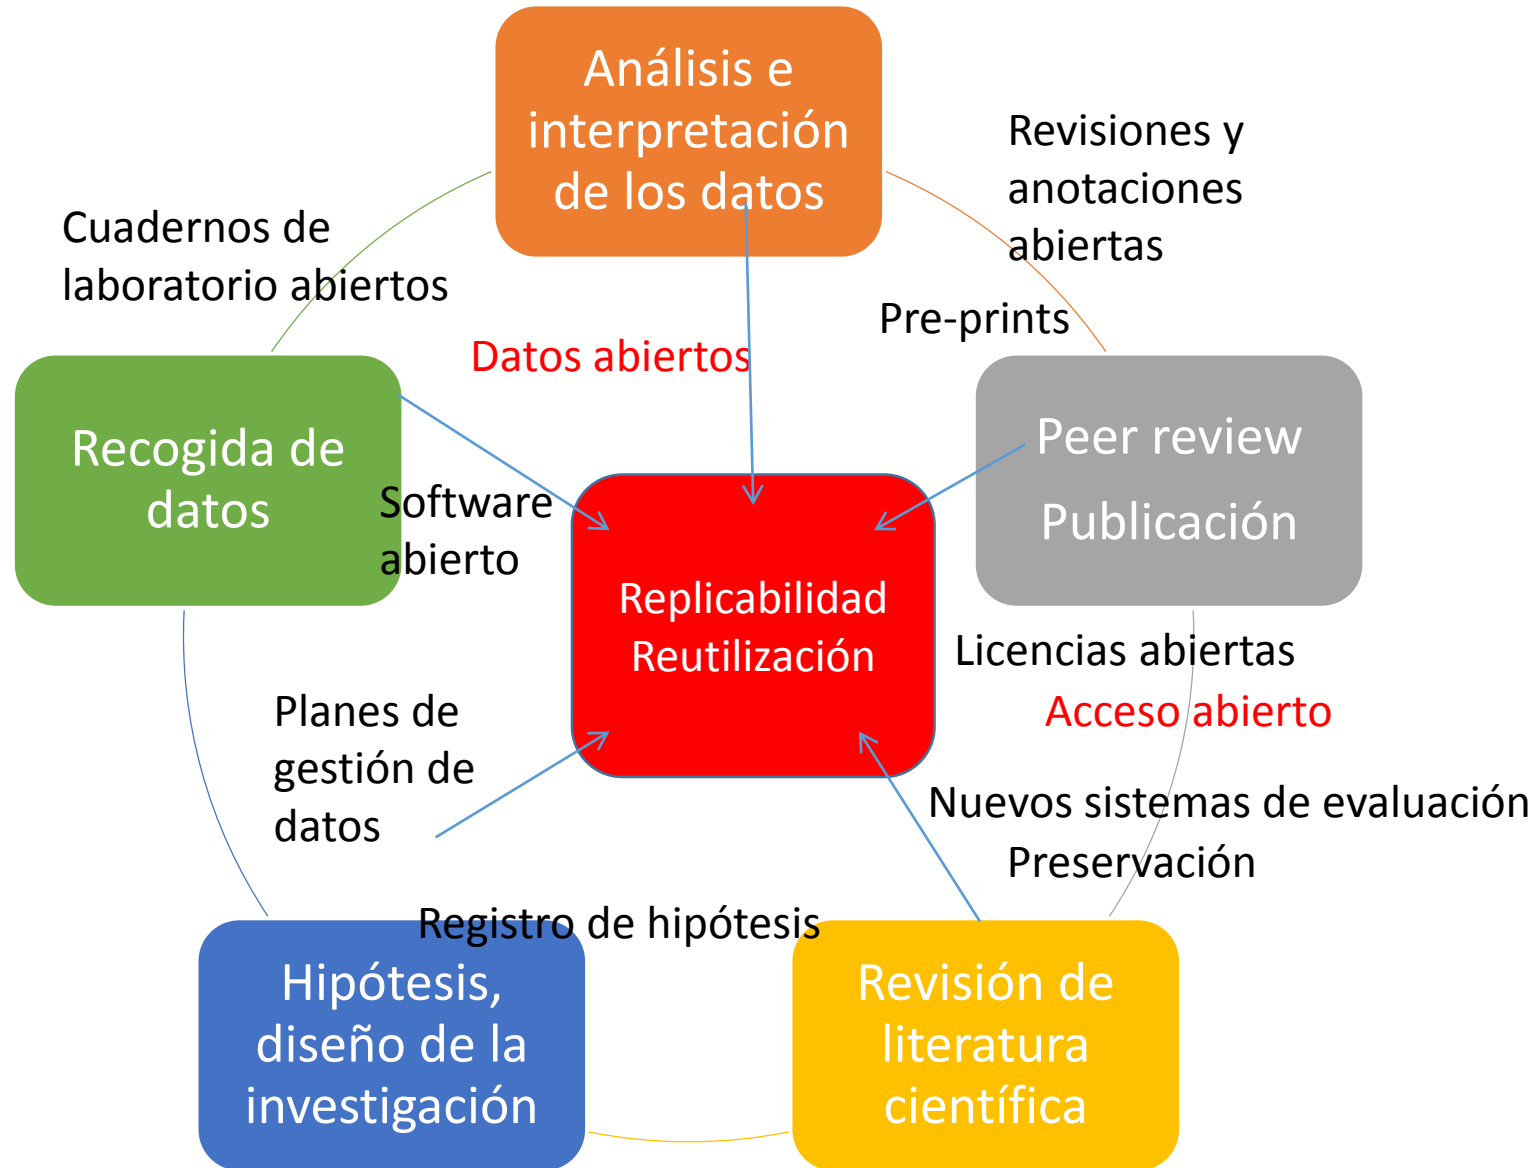 Análisis e
interpretación
de los datos
Revisiones y
anotaciones
abiertas
Cuadernos de
laboratorio abiertos
Pre-prints
Datos abiertos
Recogida de
datos
Peer review
Publicación
Software
abierto
Replicabilidad
Reutilización
Licencias abiertas
Acceso abierto
Planes de
gestión de
datos
Nuevos sistemas de evaluación
Preservación
Registro de hipótesis
Hipótesis,
diseño de la
investigación
Revisión de
literatura
científica